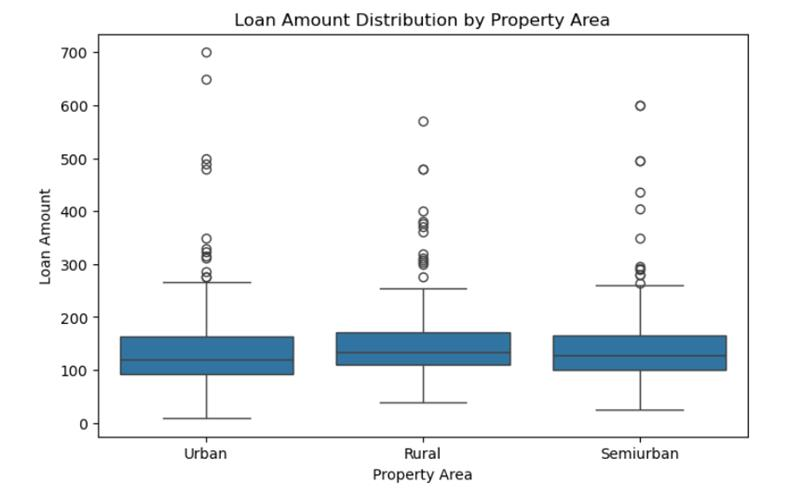 Loan Amount Distribution by Property Area
700
600
500
400
300
200
100
0
Loan Amount
Urban
Rural
Semiurban
Property Area